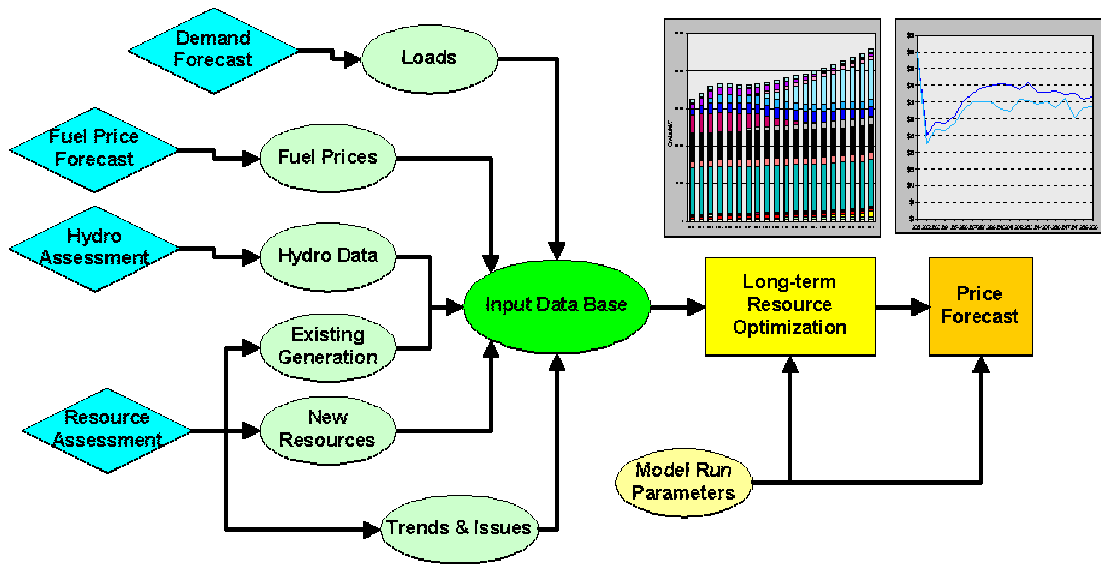 Demand
Forecast
Loads
Fuel Price
Forecast
Fuel Prices
Hydro
Assessment
Hydro Data
Input Data Base
Long-term
Resource
Optimization
Price
Forecast
Existing
Generation
Resource
Assessment
New
Resources
Model Run
Parameters
Trends & Issues